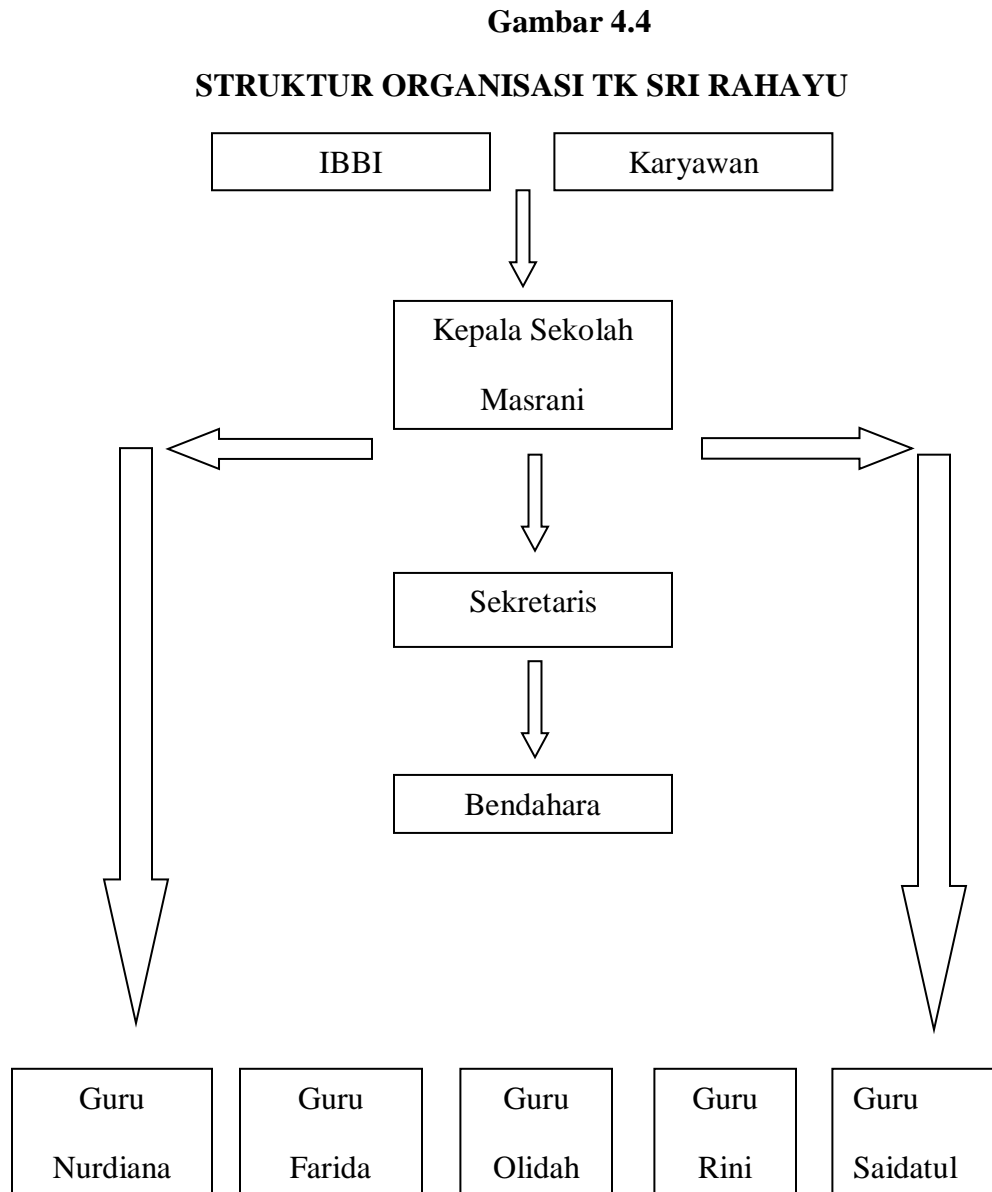 Gambar 4.4
STRUKTUR ORGANISASI TK SRI RAHAYU
IBBI
Karyawan
Kepala Sekolah
Masrani
Sekretaris
Bendahara
Guru
Nurdiana
Guru
Farida
Guru
Olidah
Guru
Rini
Guru
Saidatul